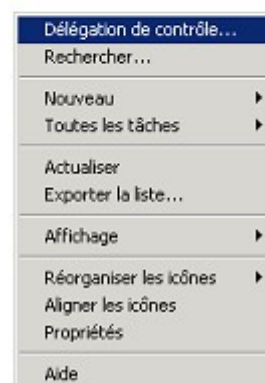 Délégation de contrôle...
Rechercher...
Nouveau
Toutes les tâches
Actualiser
Exporter la liste...
Affichage
Réorganiser les icônes
Aligner les icônes
Propriétés
Aide